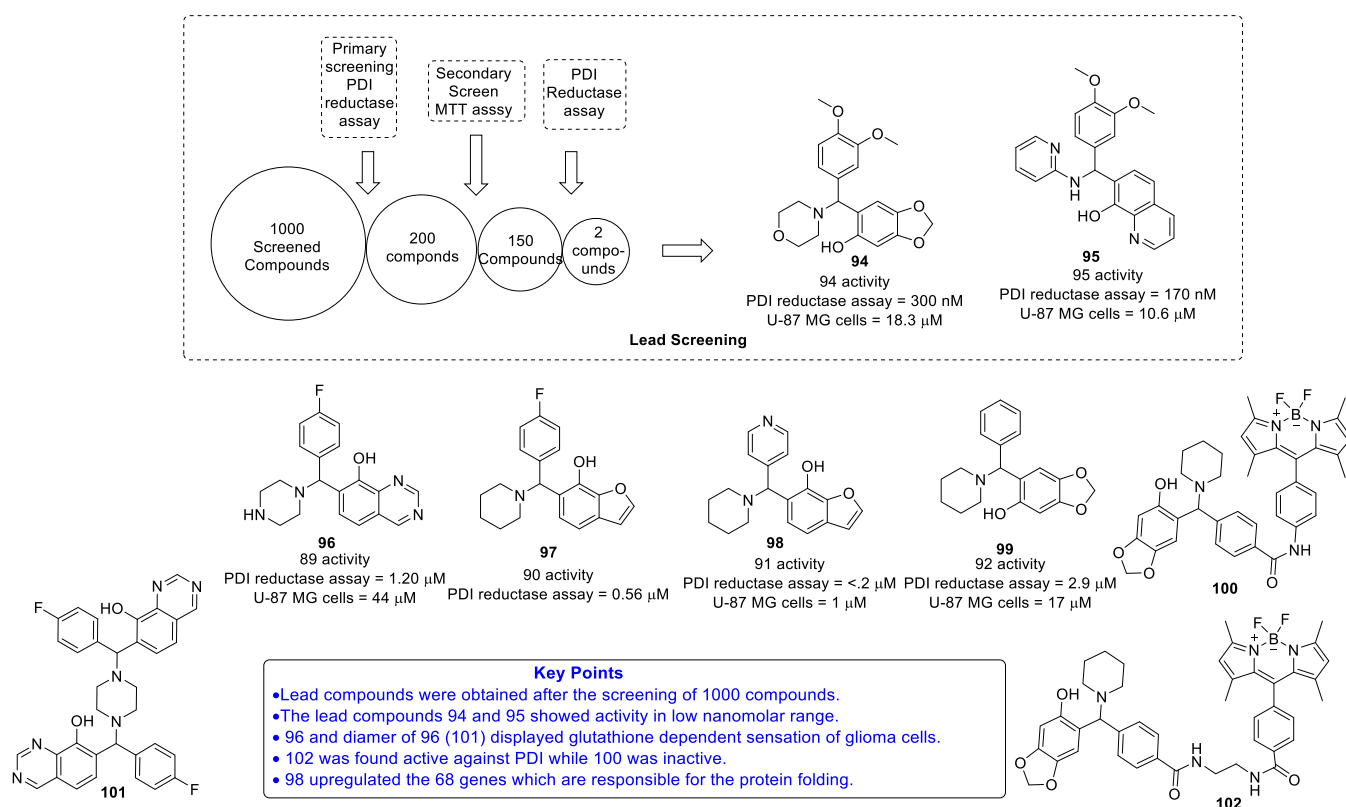 Primary
screening
PDI
reductase
assay
Secondary
Screen
MTT asssy
PDI
Reductase
assay
1000
Screened
Compounds
200
componds
150
Compounds
2
compo-
unds
O
O
N
O
HO
O
O
94
94 activity
PDI reductase assay = 300 nM
U-87 MG cells = 18.3 μM
O
O
N
N
H
HO
N
95
95 activity
PDI reductase assay = 170 nM
U-87 MG cells = 10.6 μM
Lead Screening
F
OH
N
N
HN
N
96
89 activity
PDI reductase assay = 1.20 μM
U-87 MG cells = 44 μM
F
OH
N
O
97
90 activity
PDI reductase assay = 0.56 μM
N
OH
N
O
98
91 activity
PDI reductase assay = <.2 μM
U-87 MG cells = 1 μM
N
HO
O
O
99
92 activity
PDI reductase assay = 2.9 μM
U-87 MG cells = 17 μM
F
F
B
N
+
−
N
OH
N
O
O
O
NH
100
N
N
HO
F
N
N
OH
N
N
F
101
Key Points
•Lead compounds were obtained after the screening of 1000 compounds.
•The lead compounds 94 and 95 showed activity in low nanomolar range.
• 96 and diamer of 96 (101) displayed glutathione dependent sensation of glioma cells.
• 102 was found active against PDI while 100 was inactive.
• 98 upregulated the 68 genes which are responsible for the protein folding.
F
F
B
N
+
−
N
OH
N
O
O
O
H
N
N
H
O
102